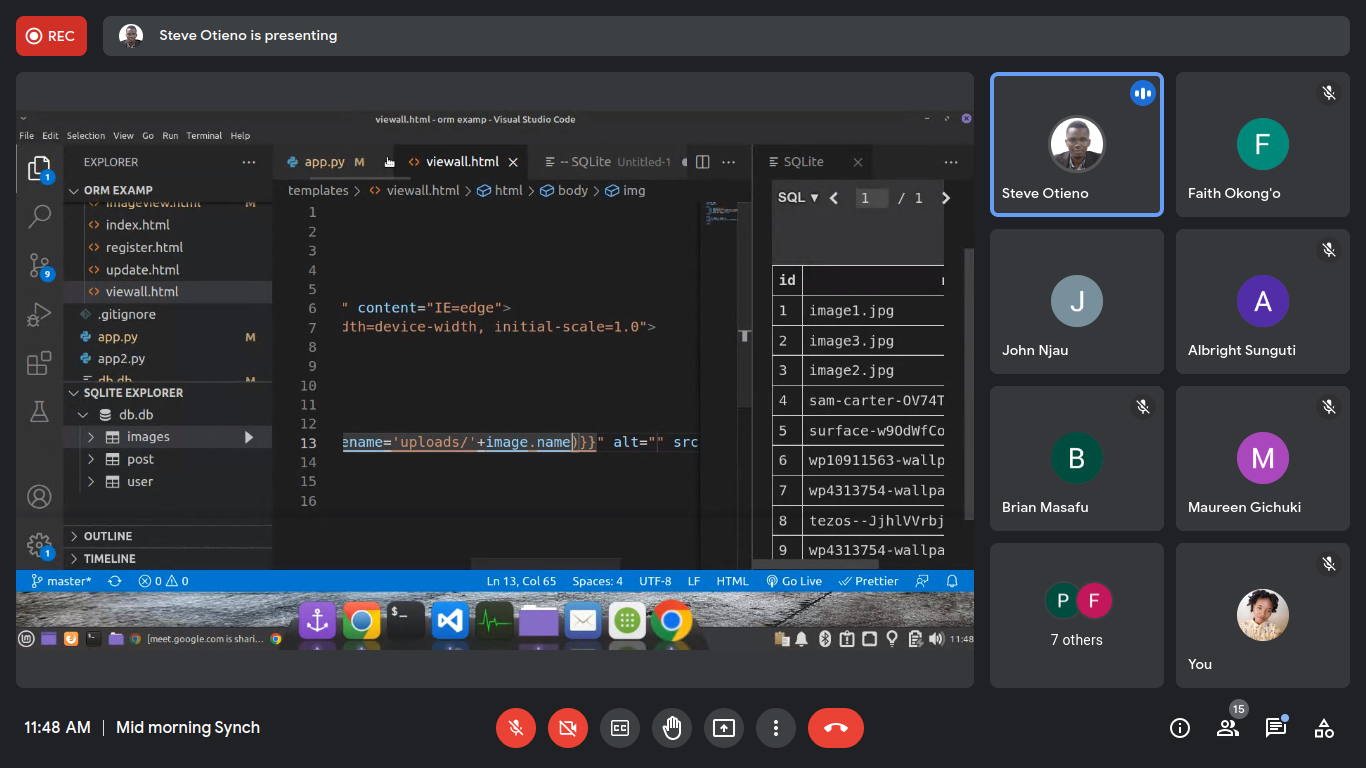 REC
Steve Otieno is presenting
viewall.html - orm examp - Visual Studio Code
File Edit Selection View Go Run Terminal Help
EXPLORER
ORM EXAMP
imageview.html M
index.html
register.html
update.html
viewall.html
.gitignore
app.py M
app2.py
db.db M
SQLITE EXPLORER
db.db
images
post
user
OUTLINE
TIMELINE
1
9
1
app.py M
viewall.html
-- SQLite Untitled-1
templates > viewall.html > html > body > img
1
2
3
4
5
6 " content="IE=edge">
7 dth=device-width, initial-scale=1.0">
8
9
10
11
12
13 ename='uploads/'+image.name)}}" alt="" src
14
15
16
SQLite
SQL 1 / 1
id
1 image1.jpg
2 image3.jpg
3 image2.jpg
4 sam-carter-OV74T
5 surface-w9OdWfCo
6 wp10911563-wallp
7 wp4313754-wallpa
8 tezos--JjhlVVrbj
9 wp4313754-wallpa
master* 0 0 Ln 13, Col 65 Spaces: 4 UTF-8 LF HTML Go Live Prettier
[meet.google.com is shari...
11:48
Steve Otieno
Faith Okong'o
J
John Njau
A
Albright Sunguti
B
Brian Masafu
M
Maureen Gichuki
P F
7 others
You
F
11:48 AM | Mid morning Synch
15